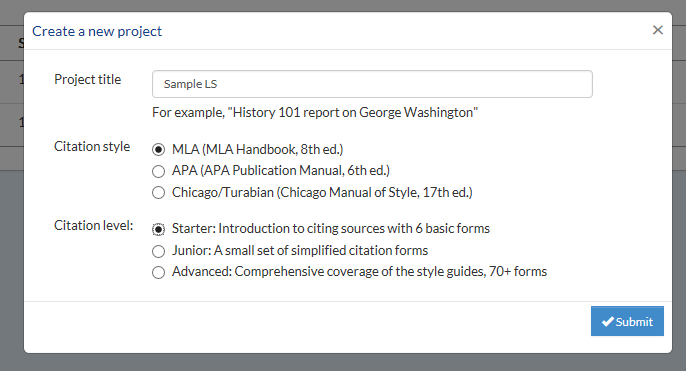 Create a new project
×
S
Project title
Sample LS
For example, "History 101 report on George Washington"
1
1
Citation style
MLA (MLA Handbook, 8th ed.)
APA (APA Publication Manual, 6th ed.)
Chicago/Turabian (Chicago Manual of Style, 17th ed.)
Citation level:
Starter: Introduction to citing sources with 6 basic forms
Junior: A small set of simplified citation forms
Advanced: Comprehensive coverage of the style guides, 70+ forms
Submit